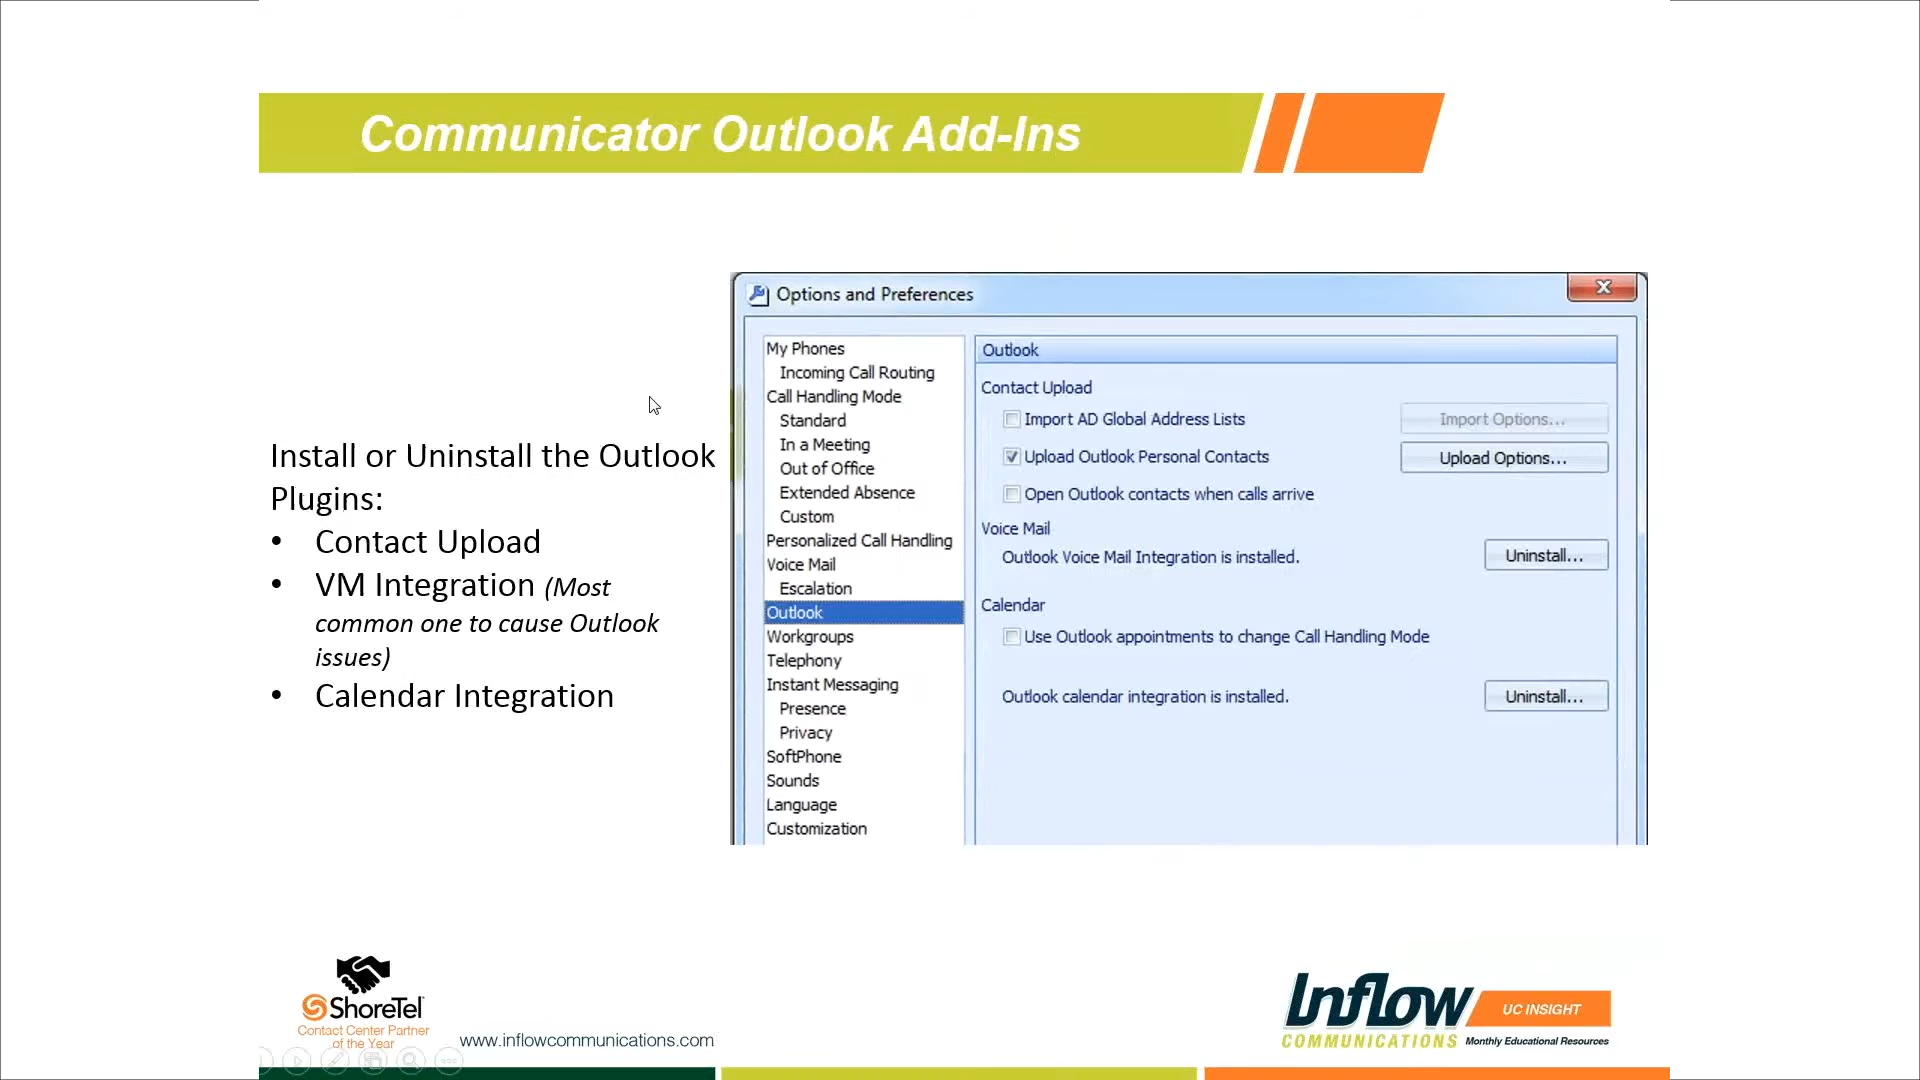 Communicator Outlook Add-Ins
Install or Uninstall the Outlook
Plugins:
• Contact Upload
• VM Integration (Most
common one to cause Outlook
issues)
• Calendar Integration
Options and Preferences
My Phones
Incoming Call Routing
Call Handling Mode
Standard
In a Meeting
Out of Office
Extended Absence
Custom
Personalized Call Handling
Voice Mail
Escalation
Outlook
Workgroups
Telephony
Instant Messaging
Presence
Privacy
SoftPhone
Sounds
Language
Customization
Outlook
Contact Upload
Import AD Global Address Lists
Import Options...
Upload Outlook Personal Contacts
Upload Options...
Open Outlook contacts when calls arrive
Voice Mail
Outlook Voice Mail Integration is installed.
Uninstall...
Calendar
Use Outlook appointments to change Call Handling Mode
Outlook calendar integration is installed.
Uninstall...
ShoreTel
Contact Center Partner
of the Year
www.inflowcommunications.com
Inflow
COMMUNICATIONS
UC INSIGHT
Monthly Educational Resources